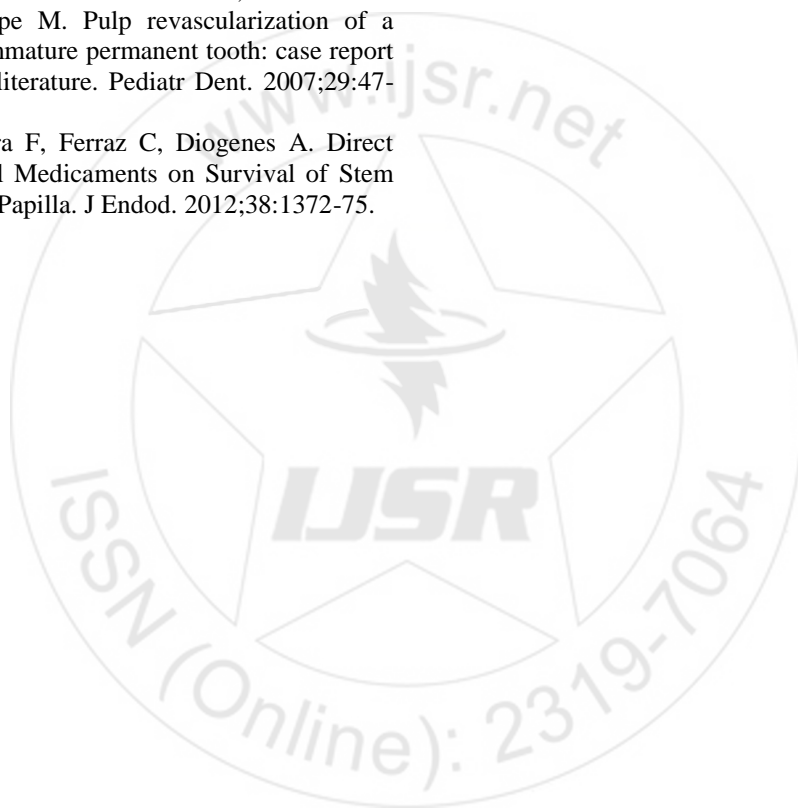 pe M. Pulp revascularization of a
mature permanent tooth: case report
literature. Pediatr Dent. 2007;29:47-
a F, Ferraz C, Diogenes A. Direct
Medicaments on Survival of Stem
Papilla. J Endod. 2012;38:1372-75.
www.ijsr.net
IJSR
ISSN (Online): 2319-7064